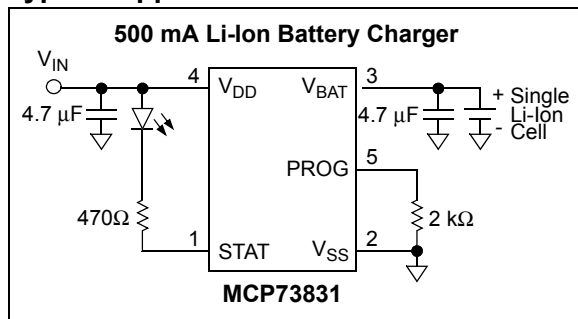 500 mA Li-Ion Battery Charger
VIN
4 VDD VBAT 3
4.7 μF
4.7 μF
+ Single
Li-Ion
- Cell
PROG 5
470Ω
2 kΩ
1 STAT VSS 2
MCP73831